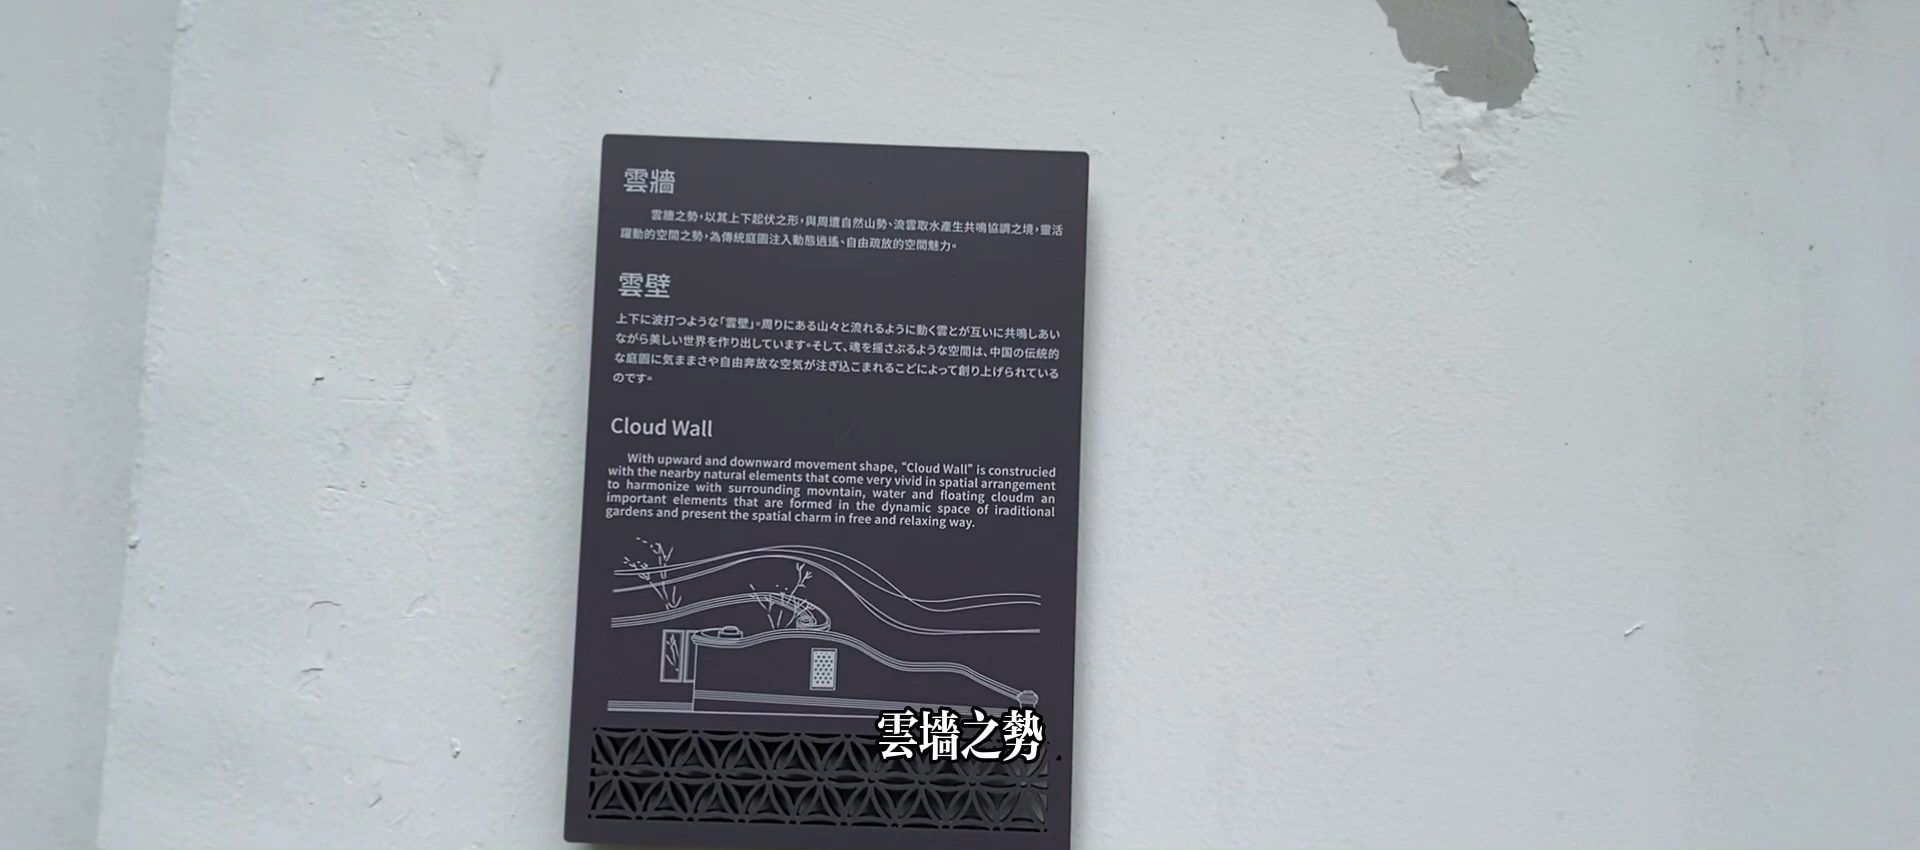 雲牆
雲牆之勢，以其上下起伏之形，與周遭自然山勢、流雲取水產生共鳴協調之境，靈活
躍動的空間之勢，為傳統庭園注入動態逍遙、自由疏放的空間魅力。
雲壁
上下に波打つような「雲壁」。周りにある山々と流れるように動く雲とが互いに共鳴しあい
ながら美しい世界を作り出しています。そして、魂を揺さぶるような空間は、中国の伝統的
な庭園に気ままさや自由奔放な空気が注ぎ込こまれるこどによって創り上げられている
のです。
Cloud Wall
With upward and downward movement shape, “Cloud Wall” is construcied
with the nearby natural elements that come very vivid in spatial arrangement
to harmonize with surrounding movntain, water and floating cloudm an
important elements that are formed in the dynamic space of iraditional
gardens and present the spatial charm in free and relaxing way.
雲墻之勢